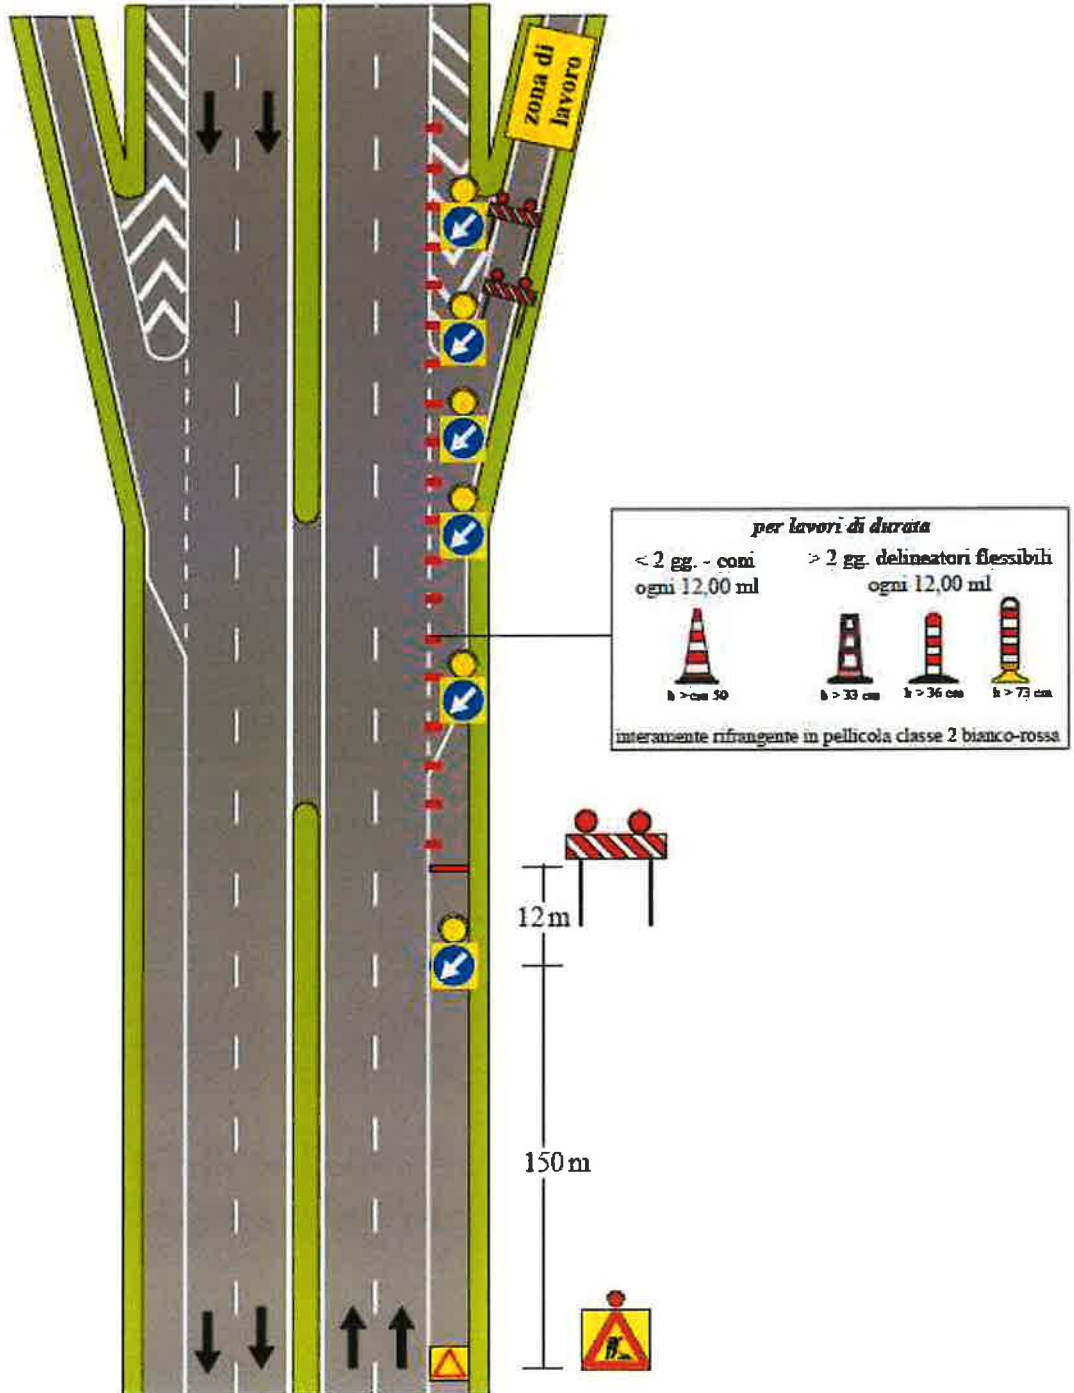 zona di
lavoro
per lavori di durata
< 2 gg. - coni
ogni 12,00 ml
> 2 gg. delineatori flessibili
ogni 12,00 ml
h > cm 50
h > 33 cm
h > 36 cm
h > 73 cm
interamente rifrangente in pellicola classe 2 bianco-rossa
12 m
150 m